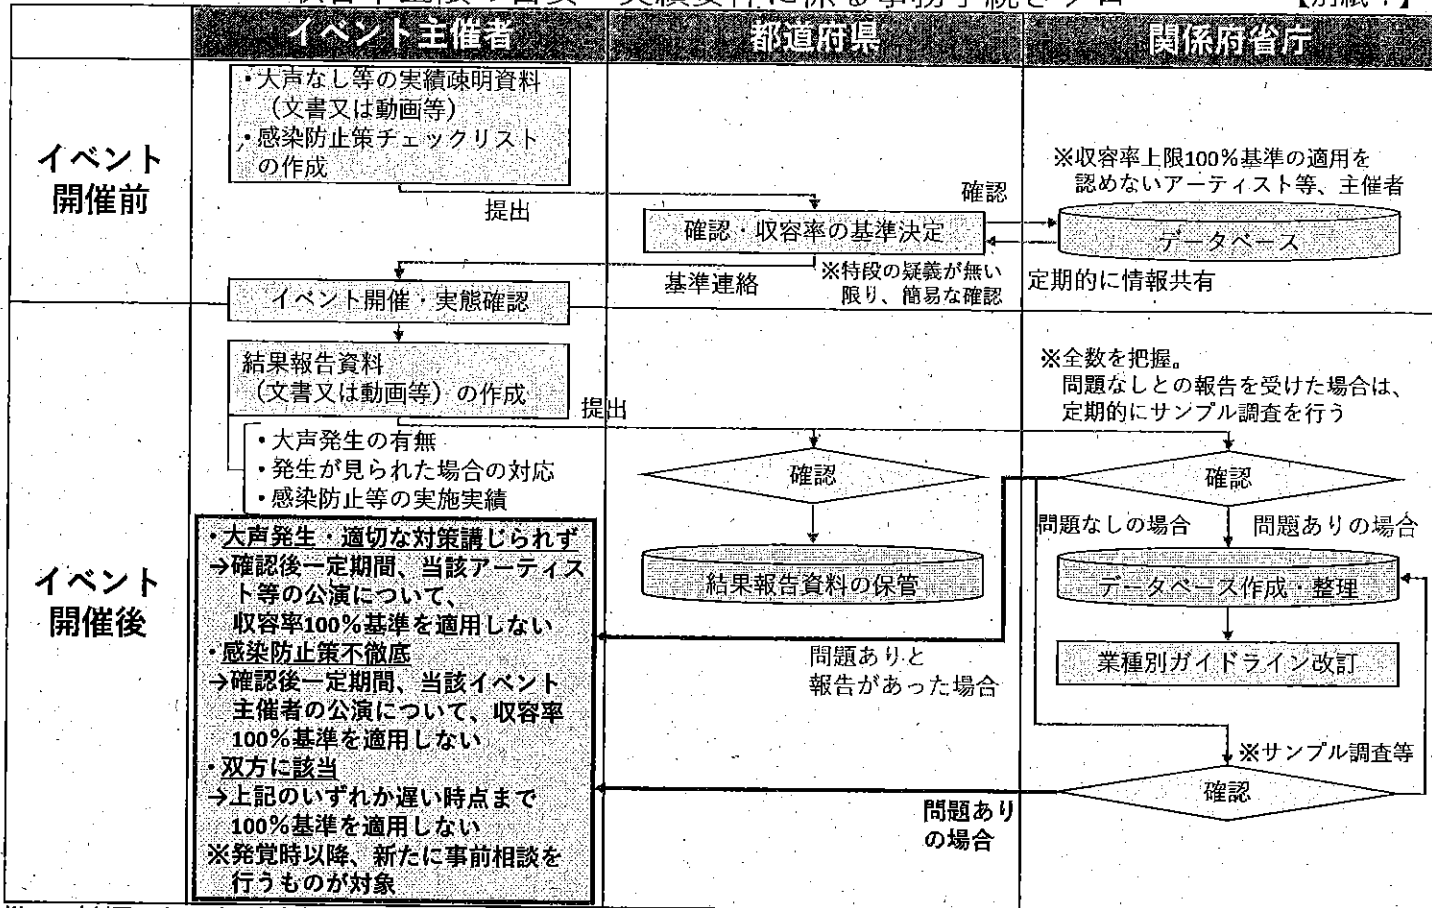 イベント主催者
都道府県
関係府省庁
イベント
開催前
・大声なし等の実績疎明資料
（文書又は動画等）
・感染防止策チェックリスト
の作成
提出
確認・収容率の基準決定
確認
※収容率上限100％基準の適用を
認めないアーティスト等、主催者
データベース
定期的に情報共有
基準連絡
※特段の疑義が無い
限り、簡易な確認
イベント開催・実態確認
イベント
開催後
結果報告資料
（文書又は動画等）の作成
提出
・大声発生の有無
・発生が見られた場合の対応
・感染防止等の実施実績
※全数を把握。
問題なしとの報告を受けた場合は、
定期的にサンプル調査を行う
確認
確認
結果報告資料の保管
問題なしの場合
問題ありの場合
データベース作成・整理
業種別ガイドライン改訂
問題ありと
報告があった場合
※サンプル調査等
確認
問題あり
の場合
・大声発生・適切な対策講じられず
→確認後一定期間、当該アーティス
ト等の公演について、
収容率100％基準を適用しない
・感染防止策不徹底
→確認後一定期間、当該イベント
主催者の公演について、収容率
100％基準を適用しない
・双方に該当
→上記のいずれか遅い時点まで
100％基準を適用しない
※発覚時以降、新たに事前相談を
行うものが対象